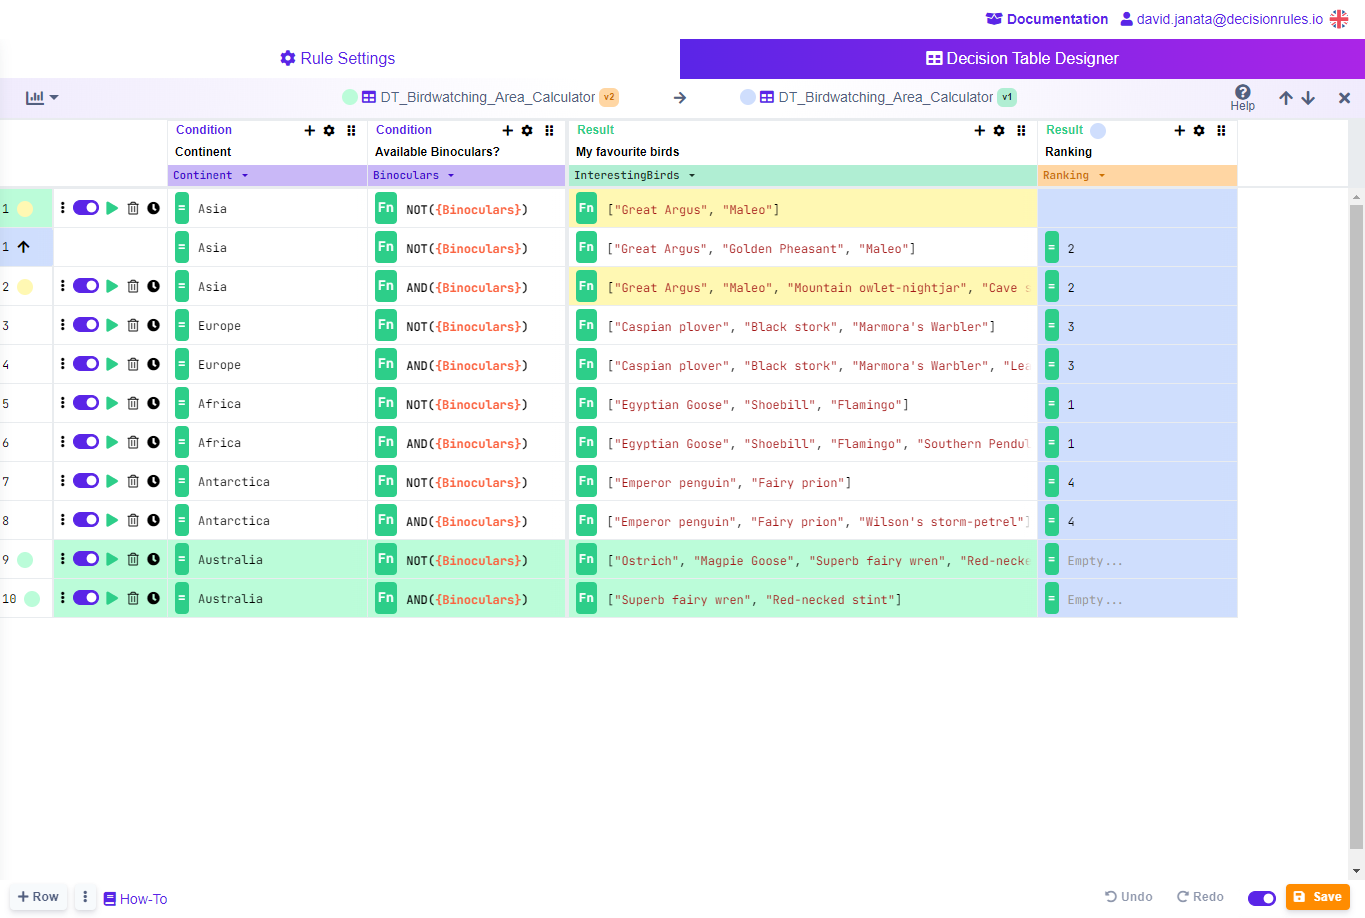 Documentation david.janata@decisionrules.io
Rule Settings Decision Table Designer
DT_Birdwatching_Area_Calculator v2 DT_Birdwatching_Area_Calculator v1 Help
Condition Condition Result Result
Continent Available Binoculars? My favourite birds Ranking
Continent Binoculars InterestingBirds Ranking
1 = Asia Fn NOT({Binoculars}) Fn ["Great Argus", "Maleo"]
1 = Asia Fn NOT({Binoculars}) Fn ["Great Argus", "Golden Pheasant", "Maleo"] = 2
2 = Asia Fn AND({Binoculars}) Fn ["Great Argus", "Maleo", "Mountain owlet-nightjar", "Cave s = 2
3 = Europe Fn NOT({Binoculars}) Fn ["Caspian plover", "Black stork", "Marmora's Warbler"] = 3
4 = Europe Fn AND({Binoculars}) Fn ["Caspian plover", "Black stork", "Marmora's Warbler", "Lea = 3
5 = Africa Fn NOT({Binoculars}) Fn ["Egyptian Goose", "Shoebill", "Flamingo"] = 1
6 = Africa Fn AND({Binoculars}) Fn ["Egyptian Goose", "Shoebill", "Flamingo", "Southern Pendul = 1
7 = Antarctica Fn NOT({Binoculars}) Fn ["Emperor penguin", "Fairy prion"] = 4
8 = Antarctica Fn AND({Binoculars}) Fn ["Emperor penguin", "Fairy prion", "Wilson's storm-petrel"] = 4
9 = Australia Fn NOT({Binoculars}) Fn ["Ostrich", "Magpie Goose", "Superb fairy wren", "Red-necke = Empty...
10 = Australia Fn AND({Binoculars}) Fn ["Superb fairy wren", "Red-necked stint"] = Empty...
+ Row How-To Undo Redo Save